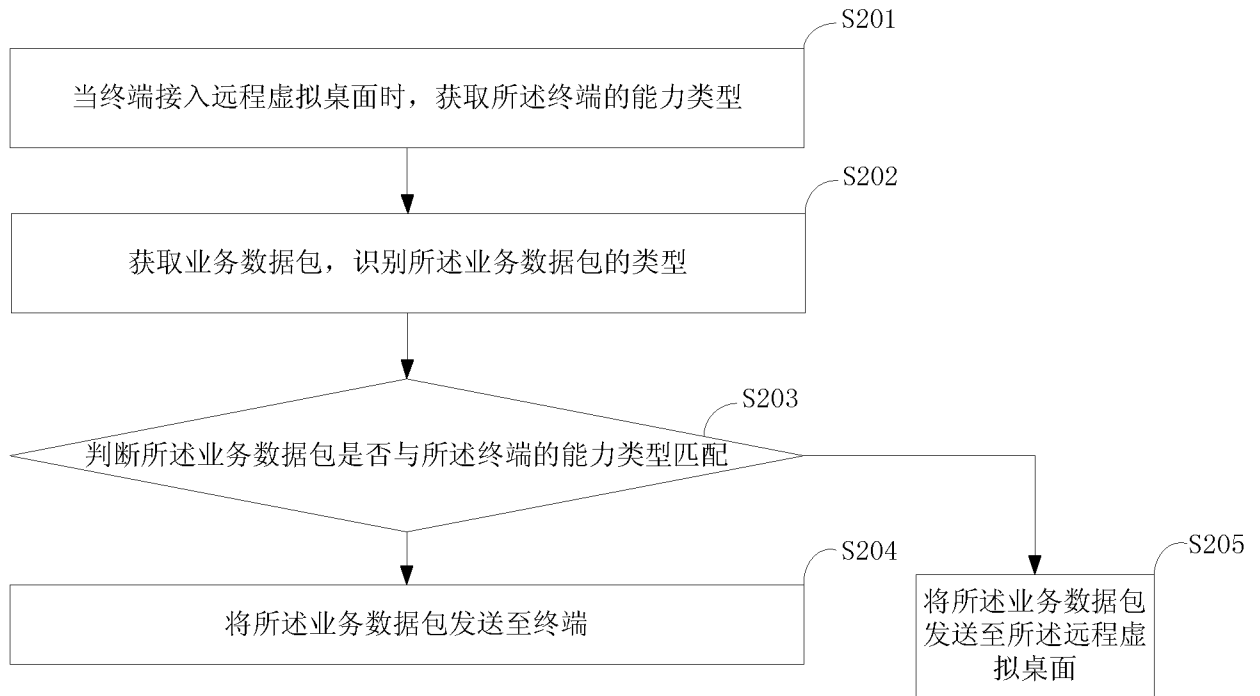 S201
当终端接入远程虚拟桌面时，获取所述终端的能力类型
S202
获取业务数据包，识别所述业务数据包的类型
S203
判断所述业务数据包是否与所述终端的能力类型匹配
S204
将所述业务数据包发送至终端
S205
将所述业务数据包
发送至所述远程虚
拟桌面